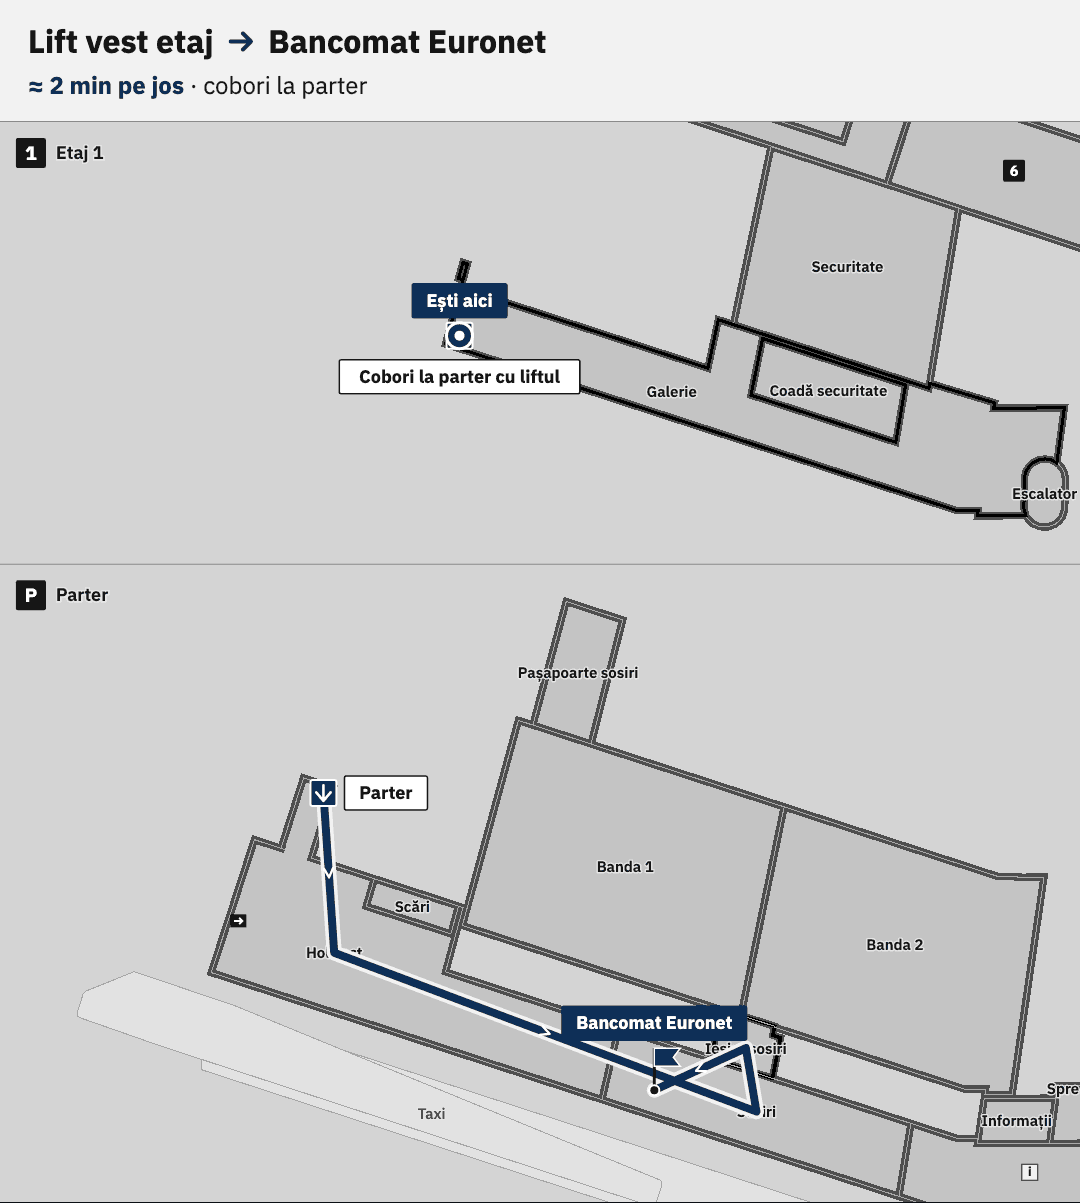 Lift vest etaj → Bancomat Euronet
≈ 2 min pe jos · cobori la parter
1 Etaj 1
6
Securitate
Ești aici
Cobori la parter cu liftul
Galerie
Coadă securitate
Escalator
P Parter
Pașapoarte sosiri
Parter
Banda 1
Scări
Banda 2
Bancomat Euronet
Taxi
Informații
i